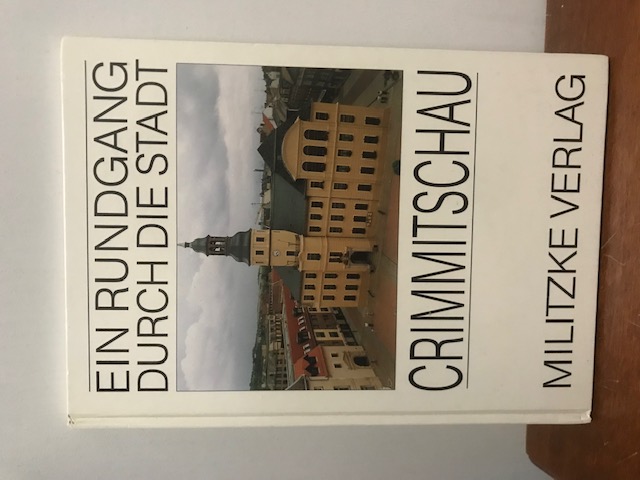 EIN RUNDGANG
DURCH DIE STADT
CRIMMITSCHAU
MILITZKE VERLAG